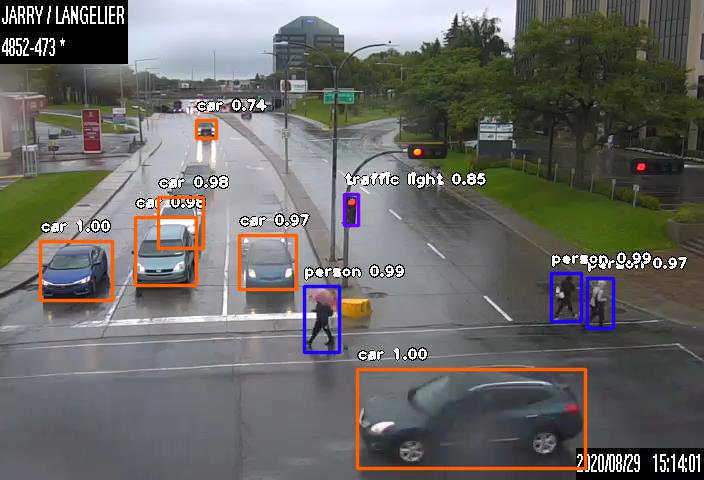 JARRY / LANGELIER
4852-473 *
car 0.74
car 0.98
traffic light 0.85
car 0.98
car 1.00
car 0.97
person 0.99
person 0.99
person 0.97
car 1.00
2020/08/29 15:14:01